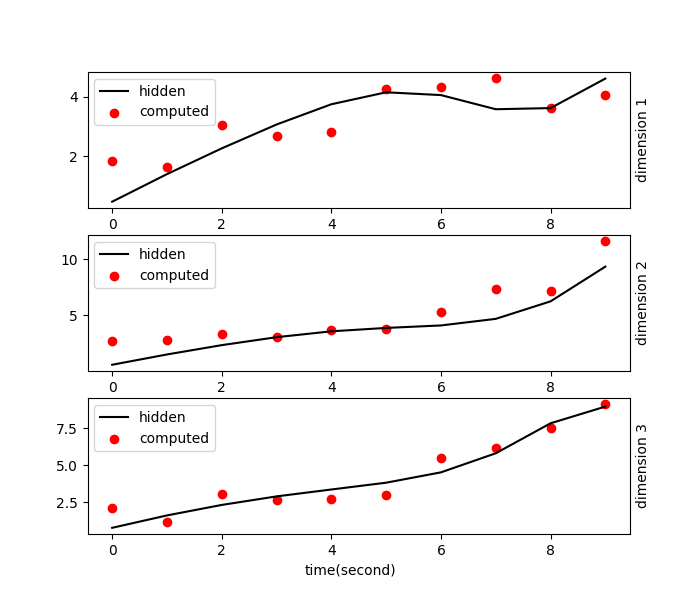 hidden
computed
4
2
0 2 4 6 8
dimension 1
hidden
computed
10
5
0 2 4 6 8
dimension 2
hidden
computed
7.5
5.0
2.5
0 2 4 6 8
dimension 3
time(second)